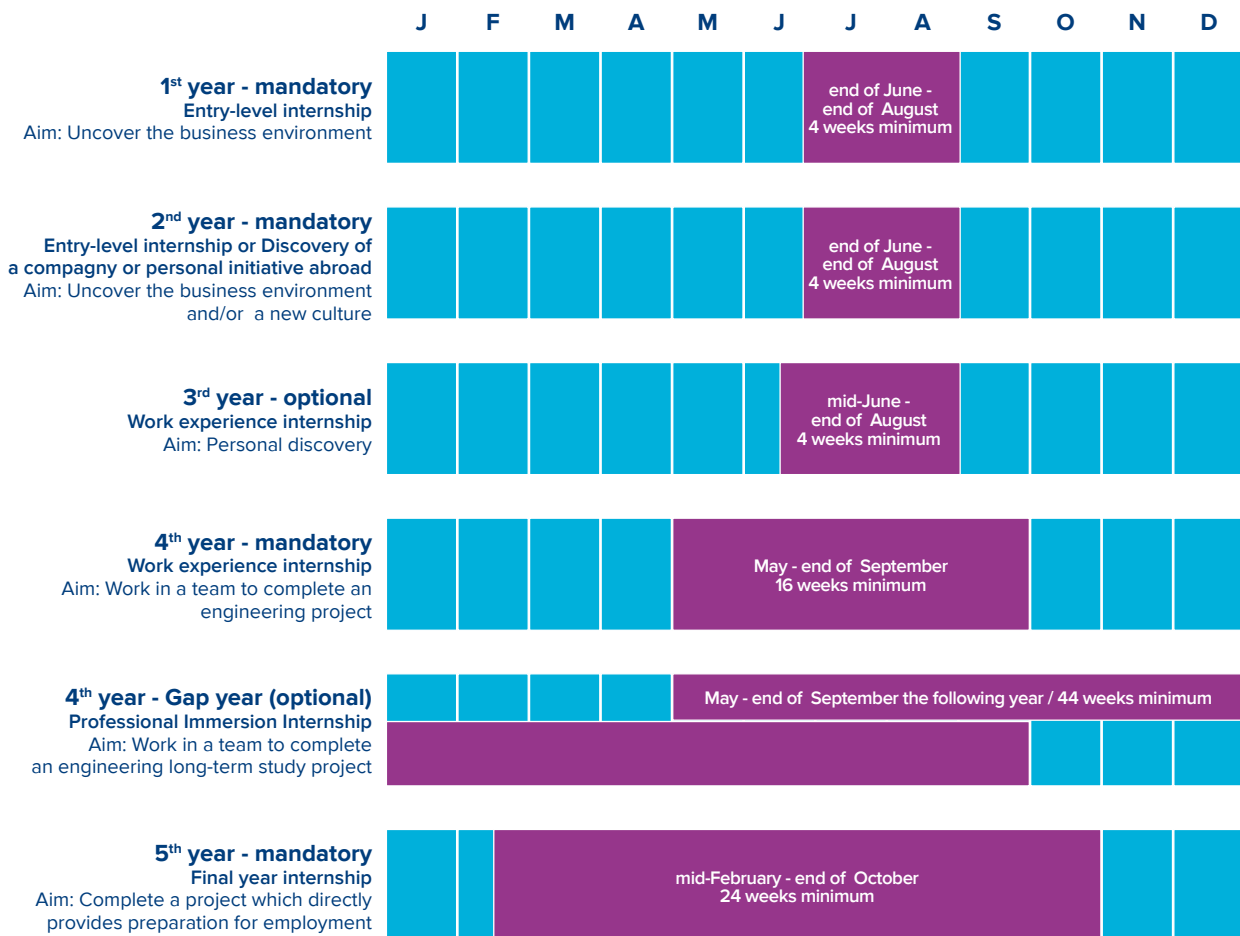 J F M A M J J A S O N D
1st year - mandatory
Entry-level internship
Aim: Uncover the business environment
end of June -
end of August
4 weeks minimum
2nd year - mandatory
Entry-level internship or Discovery of
a compagny or personal initiative abroad
Aim: Uncover the business environment
and/or a new culture
end of June -
end of August
4 weeks minimum
3rd year - optional
Work experience internship
Aim: Personal discovery
mid-June -
end of August
4 weeks minimum
4th year - mandatory
Work experience internship
Aim: Work in a team to complete an
engineering project
May - end of September
16 weeks minimum
4th year - Gap year (optional)
Professional Immersion Internship
Aim: Work in a team to complete
an engineering long-term study project
May - end of September the following year / 44 weeks minimum
5th year - mandatory
Final year internship
Aim: Complete a project which directly
provides preparation for employment
mid-February - end of October
24 weeks minimum